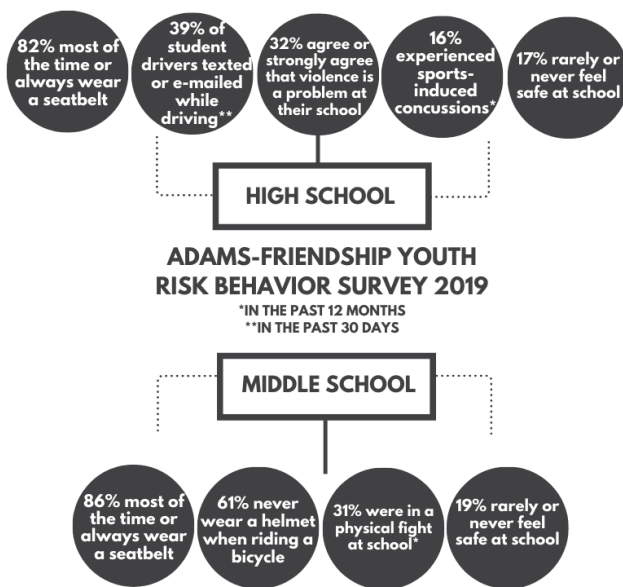 82% most of
the time or
always wear
a seatbelt
39% of
student
drivers texted
or e-mailed
while
driving**
32% agree or
strongly agree
that violence is
a problem at
their school
16%
experienced
sports-
induced
concussions*
17% rarely or
never feel
safe at school
HIGH SCHOOL
ADAMS-FRIENDSHIP YOUTH
RISK BEHAVIOR SURVEY 2019
*IN THE PAST 12 MONTHS
**IN THE PAST 30 DAYS
MIDDLE SCHOOL
86% most of
the time or
always wear
a seatbelt
61% never
wear a helmet
when riding a
bicycle
31% were in a
physical fight
at school*
19% rarely or
never feel
safe at school